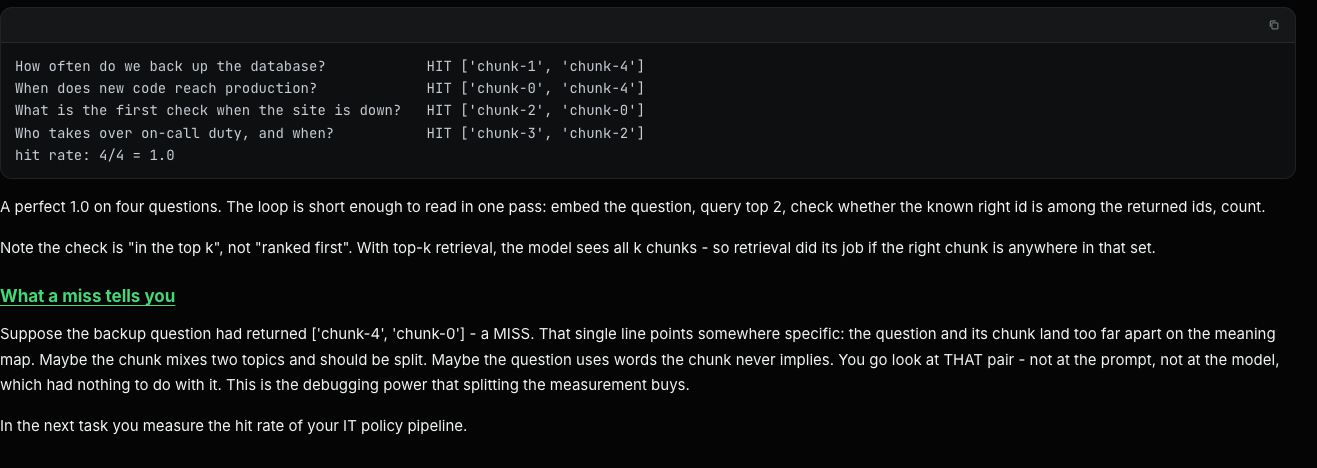 How often do we back up the database?            HIT ['chunk-1', 'chunk-4']
When does new code reach production?             HIT ['chunk-0', 'chunk-4']
What is the first check when the site is down?   HIT ['chunk-2', 'chunk-0']
Who takes over on-call duty, and when?           HIT ['chunk-3', 'chunk-2']
hit rate: 4/4 = 1.0
A perfect 1.0 on four questions. The loop is short enough to read in one pass: embed the question, query top 2, check whether the known right id is among the returned ids, count.
Note the check is "in the top k", not "ranked first". With top-k retrieval, the model sees all k chunks - so retrieval did its job if the right chunk is anywhere in that set.
What a miss tells you
Suppose the backup question had returned ['chunk-4', 'chunk-0'] - a MISS. That single line points somewhere specific: the question and its chunk land too far apart on the meaning
map. Maybe the chunk mixes two topics and should be split. Maybe the question uses words the chunk never implies. You go look at THAT pair - not at the prompt, not at the model,
which had nothing to do with it. This is the debugging power that splitting the measurement buys.
In the next task you measure the hit rate of your IT policy pipeline.